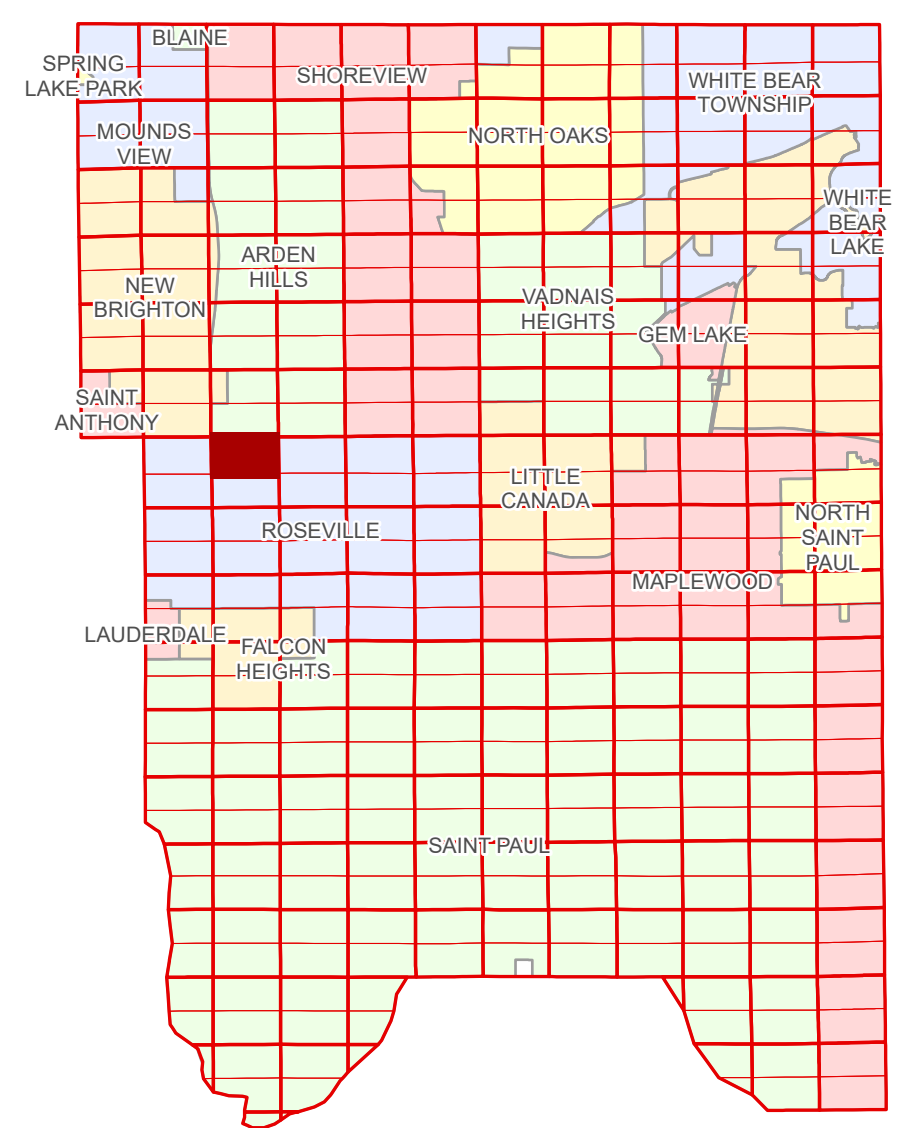 BLAINE
SPRING
LAKE PARK
SHOREVIEW
WHITE BEAR
TOWNSHIP
MOUNDS
VIEW
NORTH OAKS
WHITE
BEAR
LAKE
ARDEN
HILLS
NEW
BRIGHTON
VADNAIS
HEIGHTS
GEM LAKE
SAINT
ANTHONY
LITTLE
CANADA
NORTH
SAINT
PAUL
ROSEVILLE
MAPLEWOOD
LAUDERDALE
FALCON
HEIGHTS
SAINT PAUL